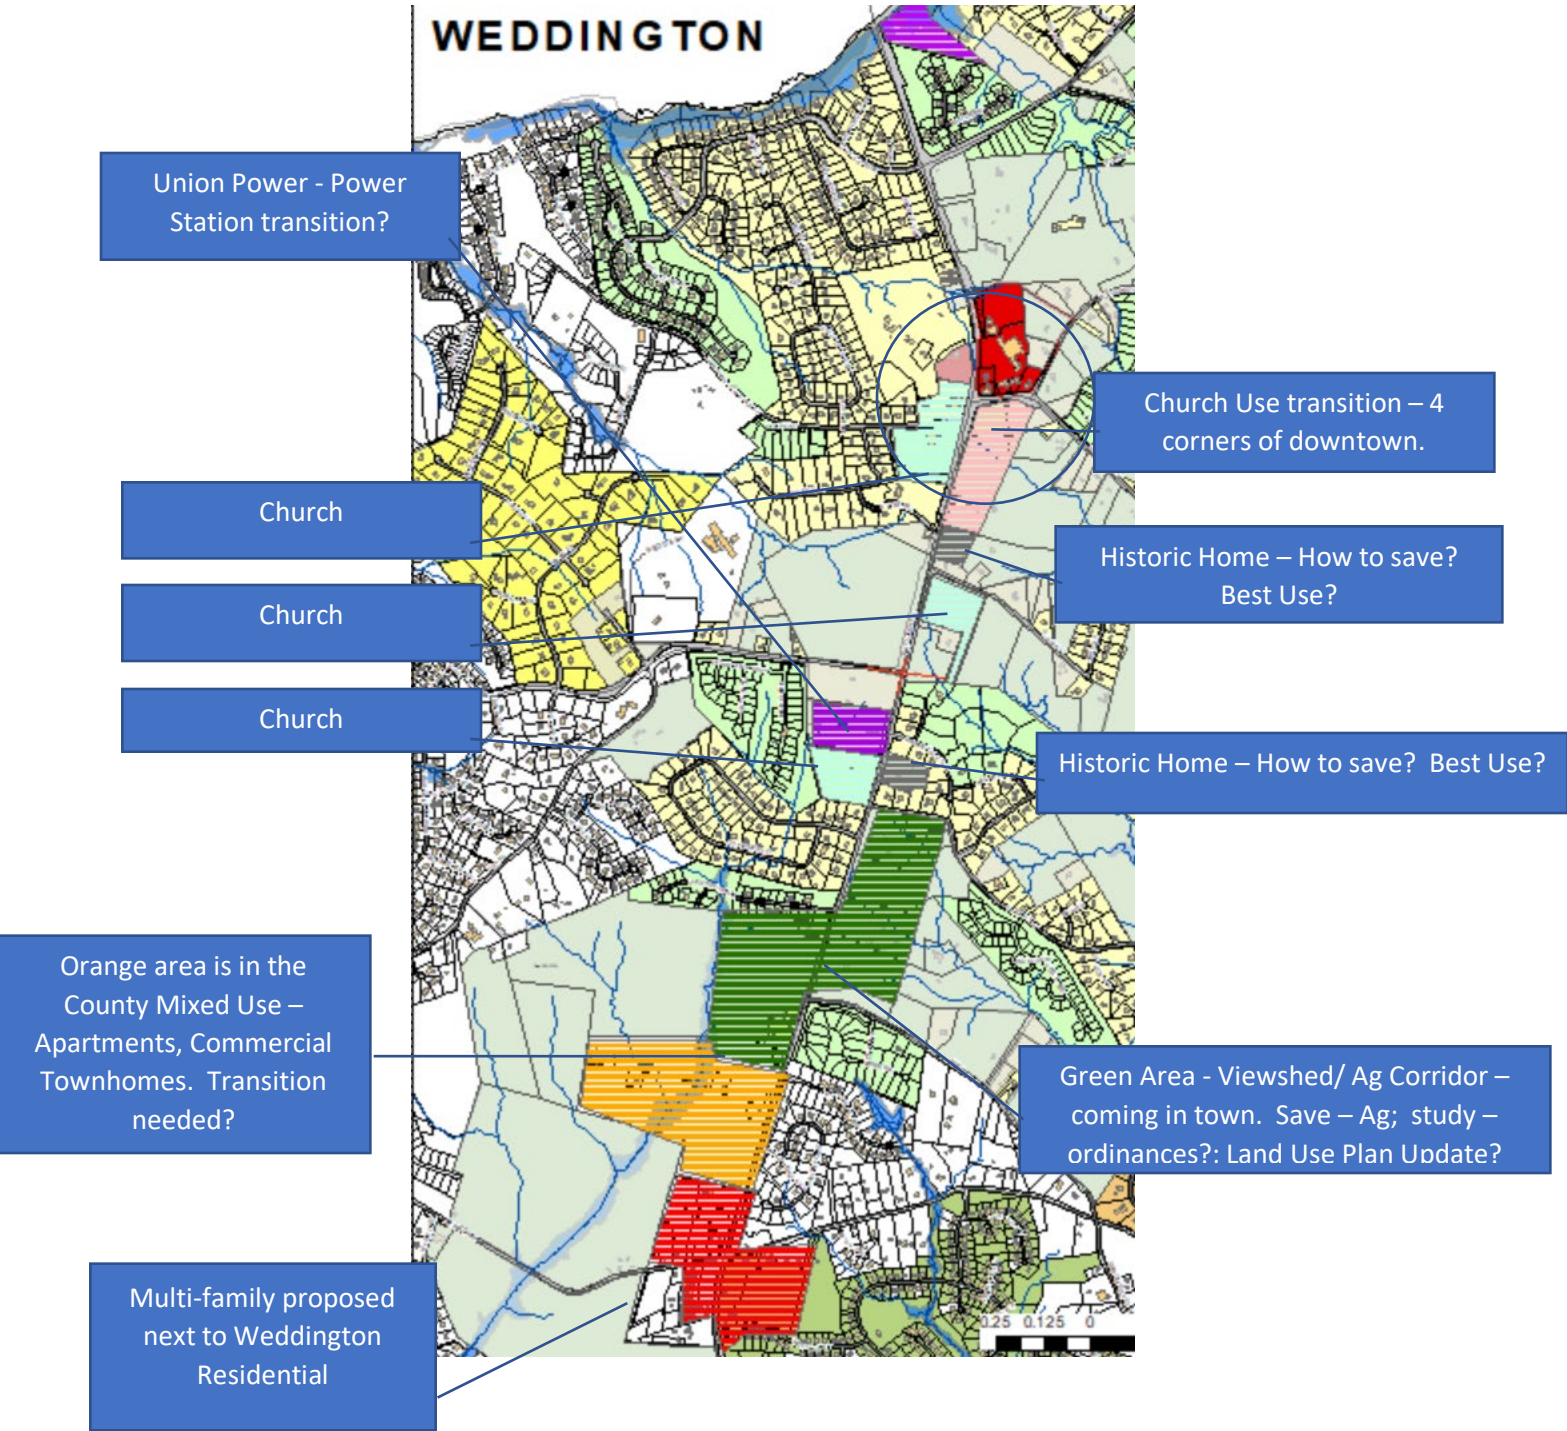 WEDDINGTON
Union Power - Power
Station transition?
Church Use transition – 4
corners of downtown.
Church
Historic Home – How to save?
Best Use?
Church
Church
Historic Home – How to save?  Best Use?
Orange area is in the
County Mixed Use –
Apartments, Commercial
Townhomes.  Transition
needed?
Green Area - Viewshed/ Ag Corridor –
coming in town.  Save – Ag;  study –
ordinances?: Land Use Plan Update?
Multi-family proposed
next to Weddington
Residential
0.25 0.125 0